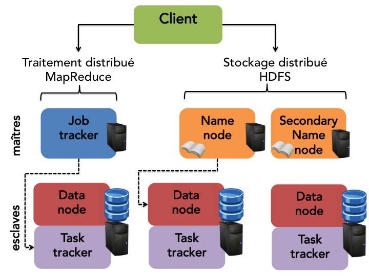 Client
Traitement distribué
MapReduce
Stockage distribué
HDFS
maîtres
Job
tracker
Name
node
Secondary
Name
node
esclaves
Data
node
Task
tracker
Data
node
Task
tracker
Data
node
Task
tracker